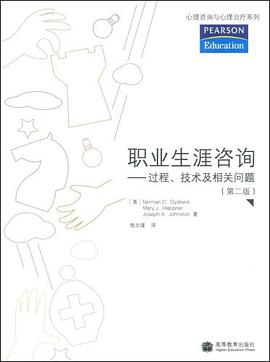 心理咨询与心理治疗系列
PEARSON
Education
职业生涯咨询
——过程、技术及相关问题
(第二版)
[美] Norman C. Gysbers
Mary J. Heppner
Joseph A. Johnston 著
侯志瑾 译
高等教育出版社
Higher Education Press